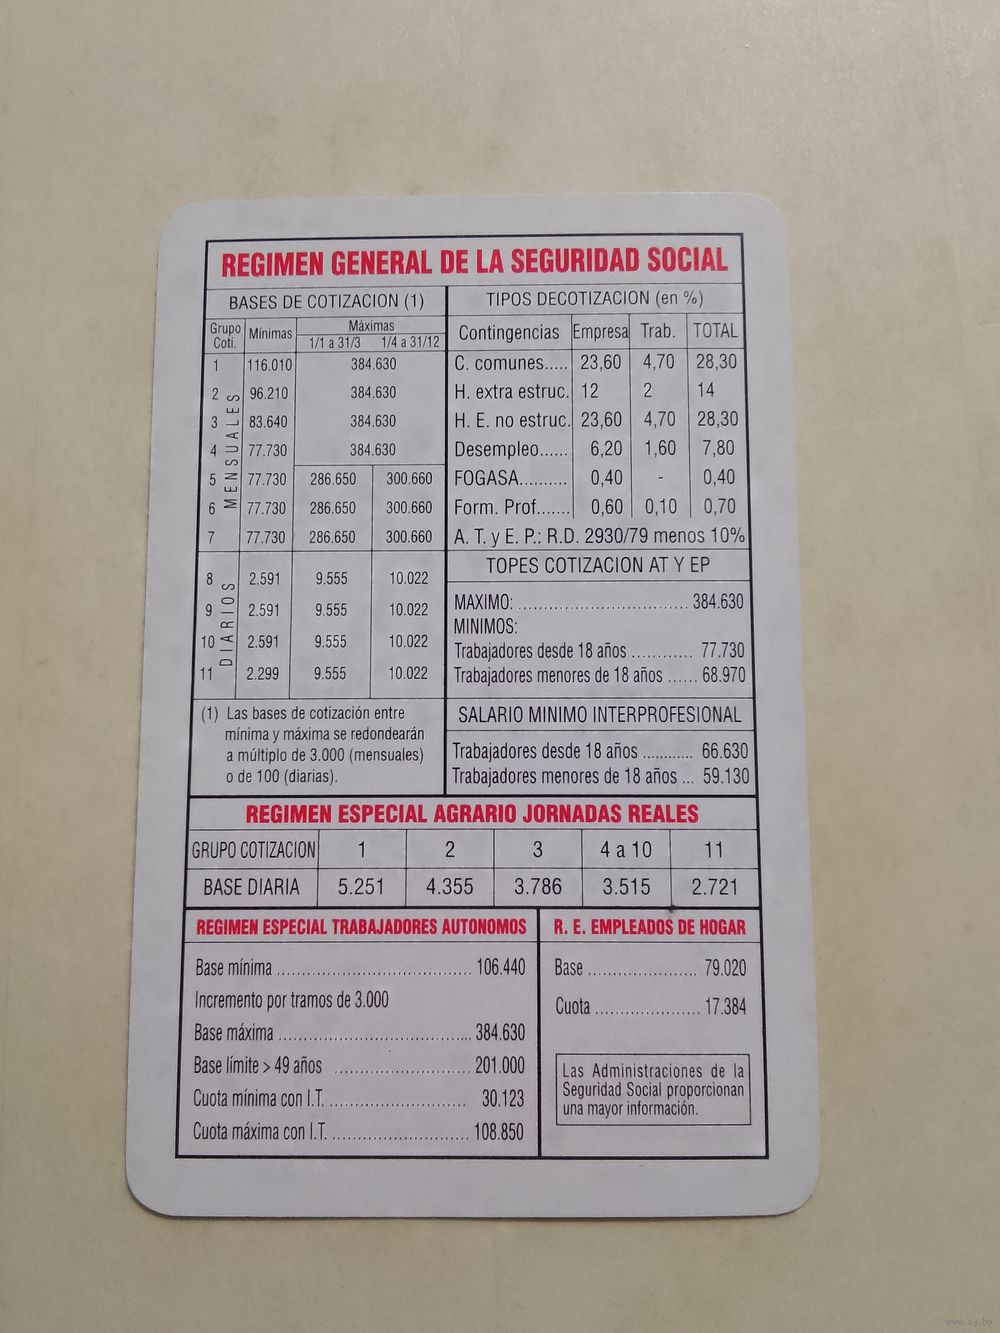 REGIMEN GENERAL DE LA SEGURIDAD SOCIAL
BASES DE COTIZACION (1)
Grupo Coti. Mínimas Máximas
1/1 a 31/3 1/4 a 31/12
MENSUALES
1 116.010 384.630
2 96.210 384.630
3 83.640 384.630
4 77.730 384.630
5 77.730 286.650 300.660
6 77.730 286.650 300.660
7 77.730 286.650 300.660
DIARIOS
8 2.591 9.555 10.022
9 2.591 9.555 10.022
10 2.591 9.555 10.022
11 2.299 9.555 10.022
(1) Las bases de cotización entre
mínima y máxima se redondearán
a múltiplo de 3.000 (mensuales)
o de 100 (diarias).
TIPOS DECOTIZACION (en %)
Contingencias Empresa Trab. TOTAL
C. comunes..... 23,60 4,70 28,30
H. extra estruc. 12 2 14
H. E. no estruc. 23,60 4,70 28,30
Desempleo...... 6,20 1,60 7,80
FOGASA.......... 0,40 - 0,40
Form. Prof....... 0,60 0,10 0,70
A. T. y E. P.: R.D. 2930/79 menos 10%
TOPES COTIZACION AT Y EP
MAXIMO: ................................ 384.630
MINIMOS:
Trabajadores desde 18 años ............ 77.730
Trabajadores menores de 18 años ...... 68.970
SALARIO MINIMO INTERPROFESIONAL
Trabajadores desde 18 años ........... 66.630
Trabajadores menores de 18 años ... 59.130
REGIMEN ESPECIAL AGRARIO JORNADAS REALES
GRUPO COTIZACION 1 2 3 4 a 10 11
BASE DIARIA 5.251 4.355 3.786 3.515 2.721
REGIMEN ESPECIAL TRABAJADORES AUTONOMOS
Base mínima ........................................ 106.440
Incremento por tramos de 3.000
Base máxima ....................................... 384.630
Base límite > 49 años ........................... 201.000
Cuota mínima con I.T. ............................ 30.123
Cuota máxima con I.T. ............................ 108.850
R. E. EMPLEADOS DE HOGAR
Base ...................... 79.020
Cuota ..................... 17.384
Las Administraciones de la
Seguridad Social proporcionan
una mayor información.
www.ay.by